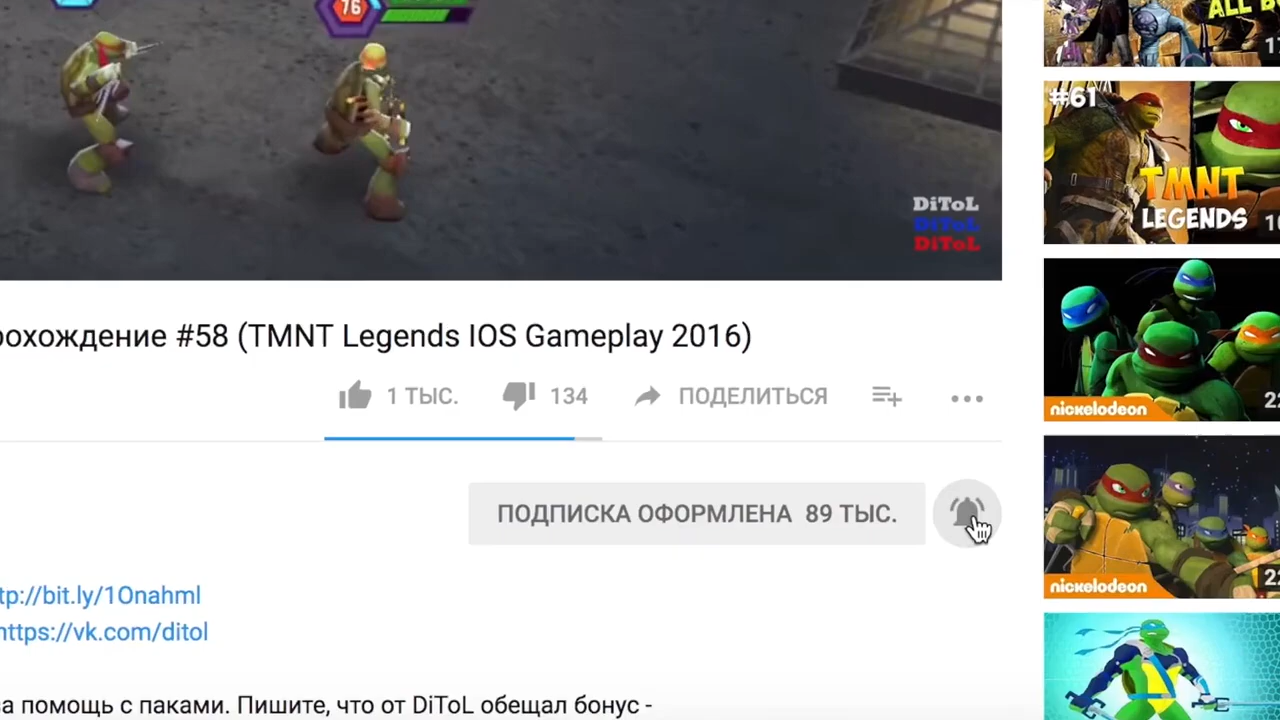 76
ALL B
#61
TMNT
LEGENDS
DiToL
DiToL
DiToL
рохождение #58 (TMNT Legends IOS Gameplay 2016)
1 ТЫС. 134 ПОДЕЛИТЬСЯ
nickelodeon
ПОДПИСКА ОФОРМЛЕНА 89 ТЫС.
nickelodeon
tp://bit.ly/1Onahml
https://vk.com/ditol
за помощь с паками. Пишите, что от DiToL обещал бонус -